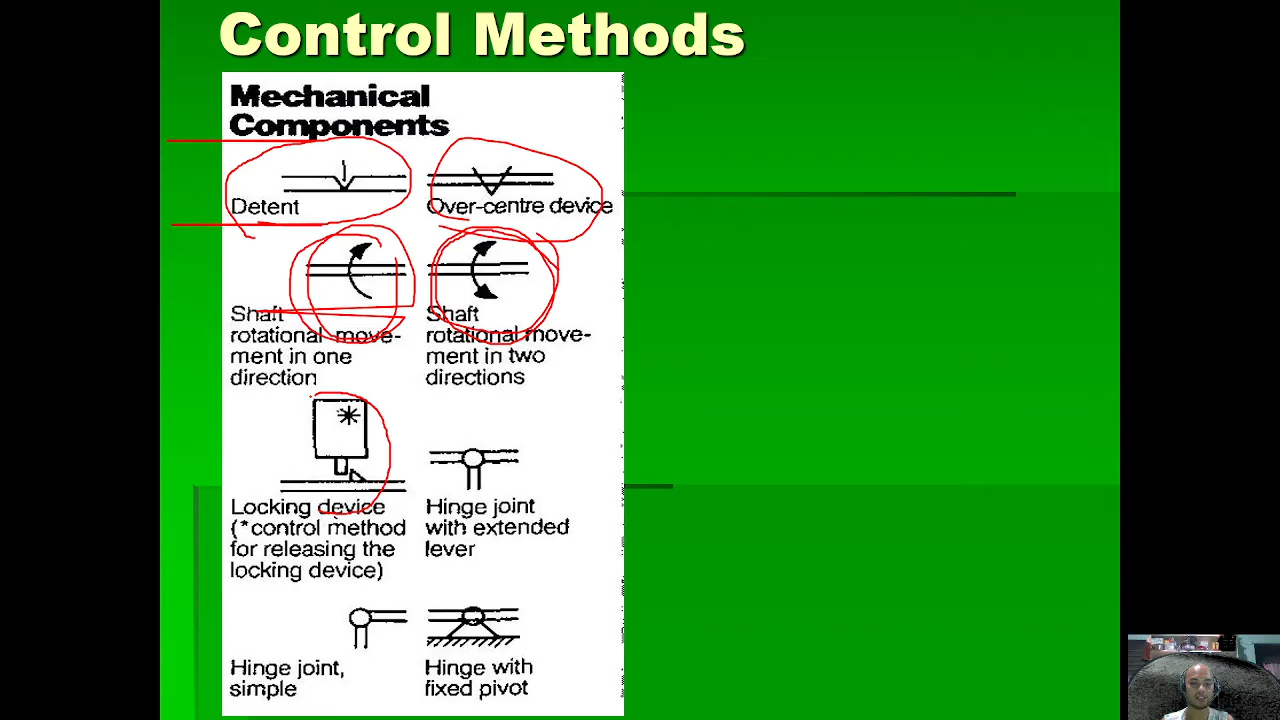 Control Methods
Mechanical
Components
Detent
Over-centre device
Shaft
rotational move-
ment in one
direction
Shaft
rotational move-
ment in two
directions
Locking device
(*control method
for releasing the
locking device)
Hinge joint
with extended
lever
Hinge joint,
simple
Hinge with
fixed pivot